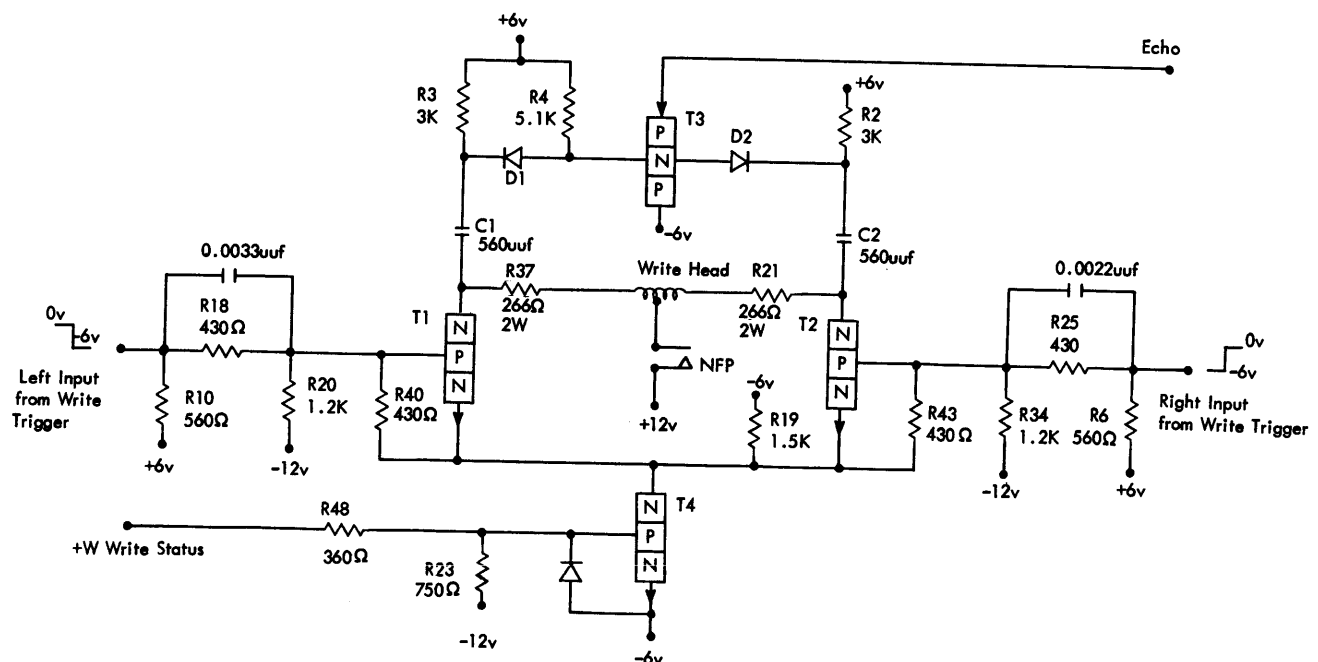 +6v
Echo
R3
3K
R4
5.1K
T3
P
N
P
-6v
D1
D2
+6v
R2
3K
C1
560uuf
C2
560uuf
0.0033uuf
R18
430Ω
0v
-6v
Left Input
from Write
Trigger
R10
560Ω
+6v
R20
1.2K
-12v
R40
430Ω
T1
N
P
N
R37
266Ω
2W
Write Head
R21
266Ω
2W
Δ NFP
+12v
-6v
R19
1.5K
T2
N
P
N
0.0022uuf
R25
430
0v
-6v
Right Input
from Write Trigger
R43
430Ω
R34
1.2K
-12v
R6
560Ω
+6v
+W Write Status
R48
360Ω
R23
750Ω
-12v
T4
N
P
N
-6v